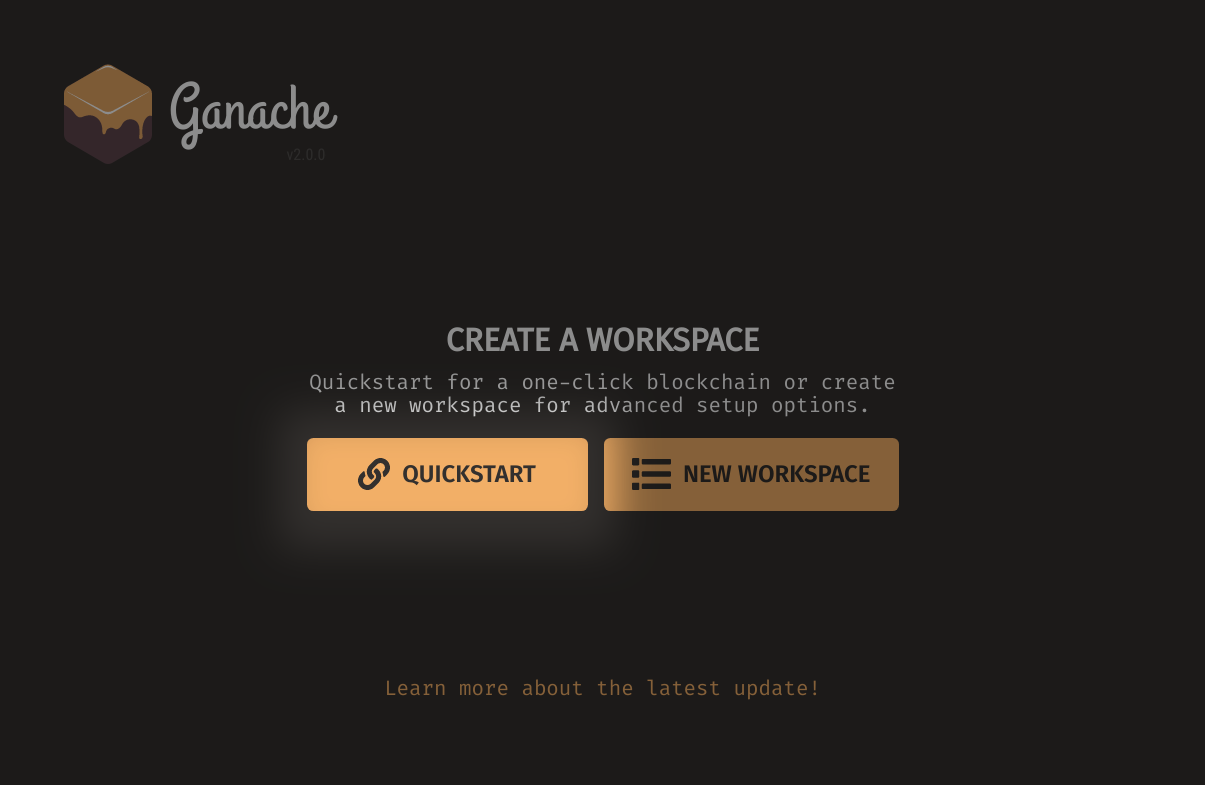 Ganache
v2.0.0
CREATE A WORKSPACE
Quickstart for a one-click blockchain or create
a new workspace for advanced setup options.
QUICKSTART
NEW WORKSPACE
Learn more about the latest update!